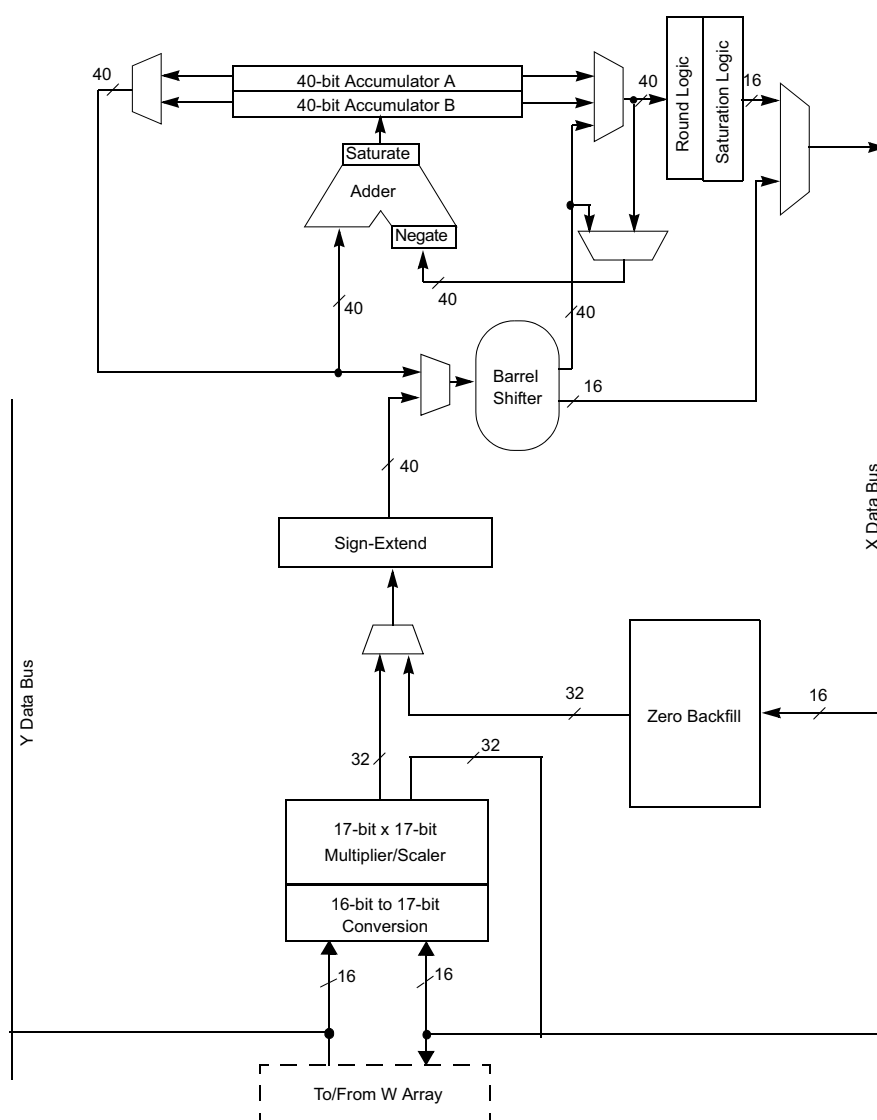 40
40-bit Accumulator A
40-bit Accumulator B
40
Round Logic
Saturation Logic
16
Saturate
Adder
Negate
40
40
40
Barrel
Shifter
16
40
X Data Bus
Sign-Extend
Y Data Bus
32
Zero Backfill
16
32
32
17-bit x 17-bit
Multiplier/Scaler
16-bit to 17-bit
Conversion
16
16
To/From W Array